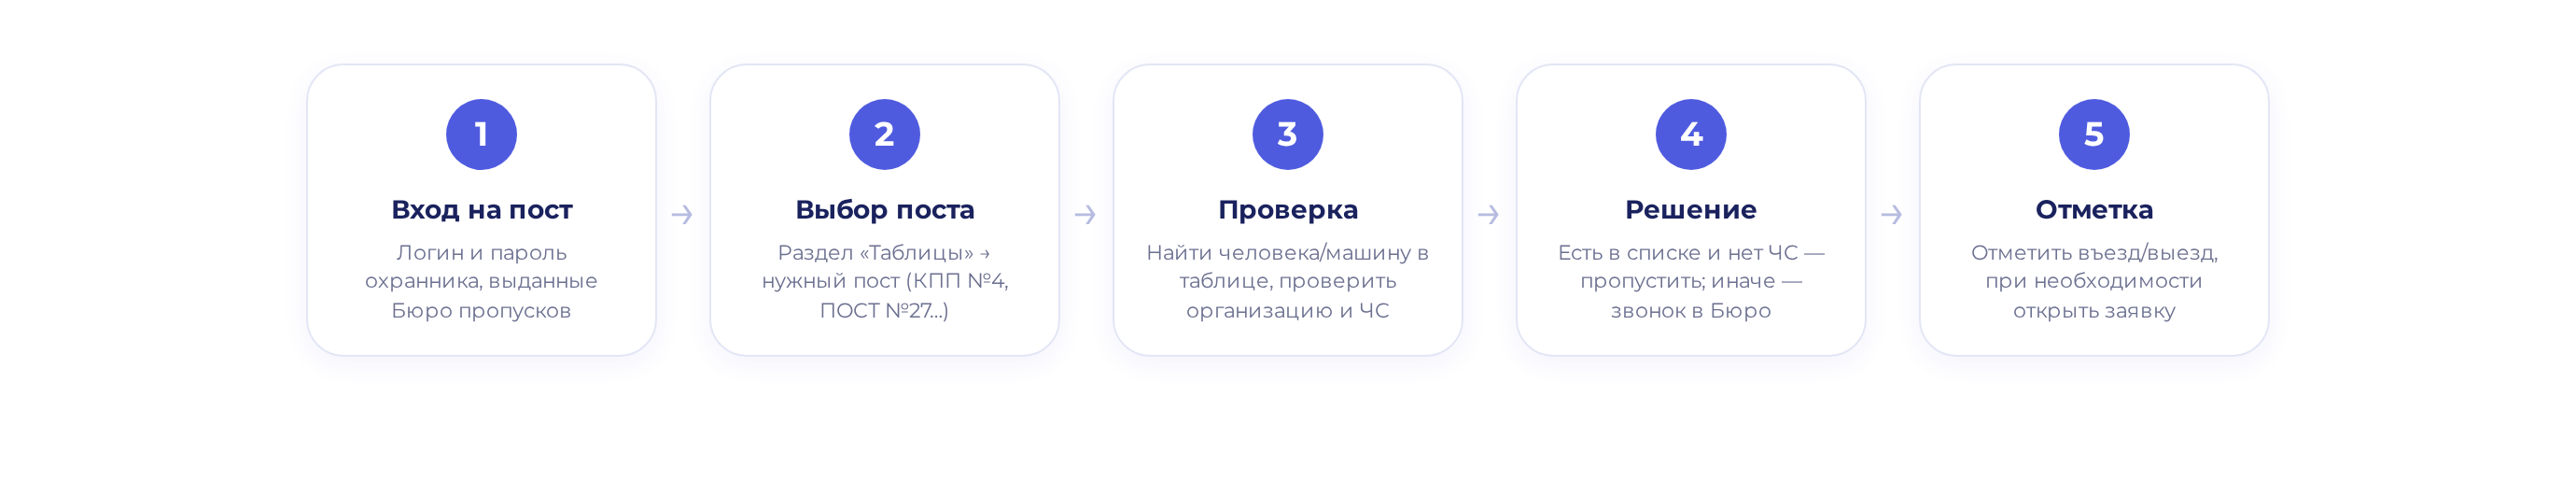 1
Вход на пост
Логин и пароль
охранника, выданные
Бюро пропусков
→
2
Выбор поста
Раздел «Таблицы» →
нужный пост (КПП №4,
ПОСТ №27...)
→
3
Проверка
Найти человека/машину в
таблице, проверить
организацию и ЧС
→
4
Решение
Есть в списке и нет ЧС —
пропустить; иначе —
звонок в Бюро
→
5
Отметка
Отметить въезд/выезд,
при необходимости
открыть заявку